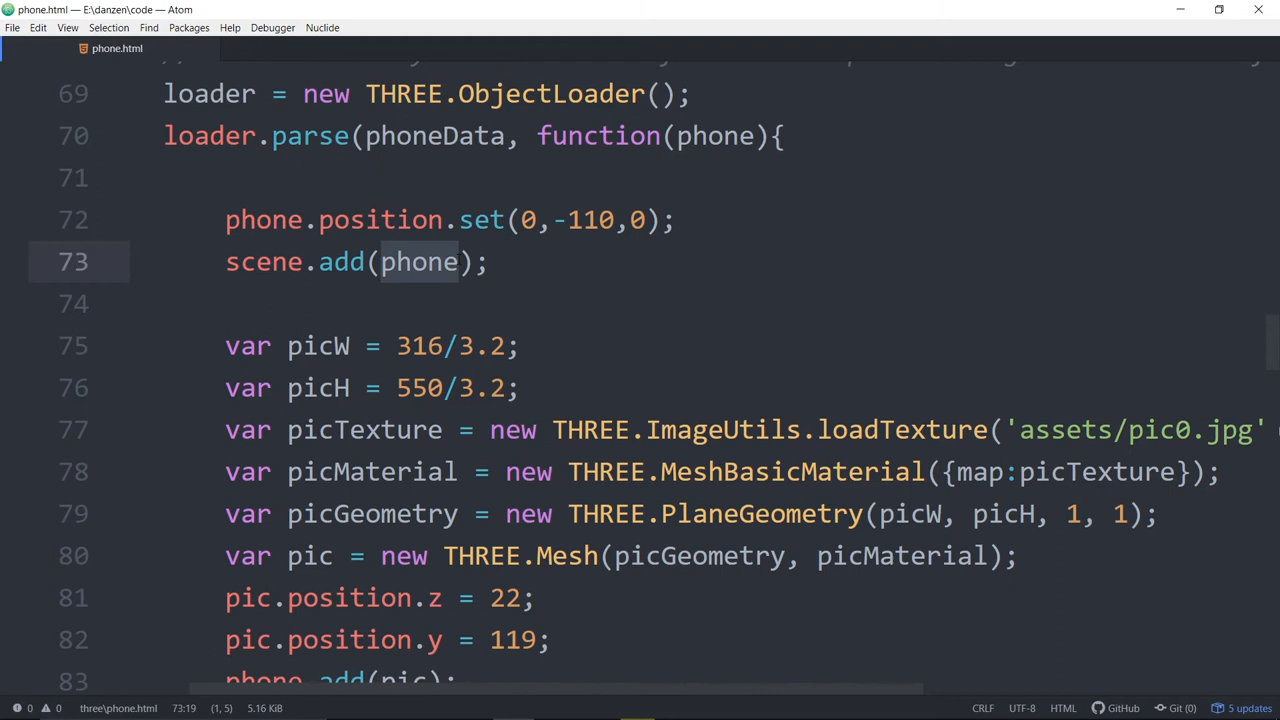 phone.html — E:\danzen\code — Atom
File Edit View Selection Find Packages Help Debugger Nuclide
phone.html
69 loader = new THREE.ObjectLoader();
70 loader.parse(phoneData, function(phone){
71
72 phone.position.set(0,-110,0);
73 scene.add(phone);
74
75 var picW = 316/3.2;
76 var picH = 550/3.2;
77 var picTexture = new THREE.ImageUtils.loadTexture('assets/pic0.jpg'
78 var picMaterial = new THREE.MeshBasicMaterial({map:picTexture});
79 var picGeometry = new THREE.PlaneGeometry(picW, picH, 1, 1);
80 var pic = new THREE.Mesh(picGeometry, picMaterial);
81 pic.position.z = 22;
82 pic.position.y = 119;
83 phone.add(pic);
0 0 three\phone.html 73:19 (1, 5) 5.16 KiB CRLF UTF-8 HTML GitHub Git (0) 5 updates